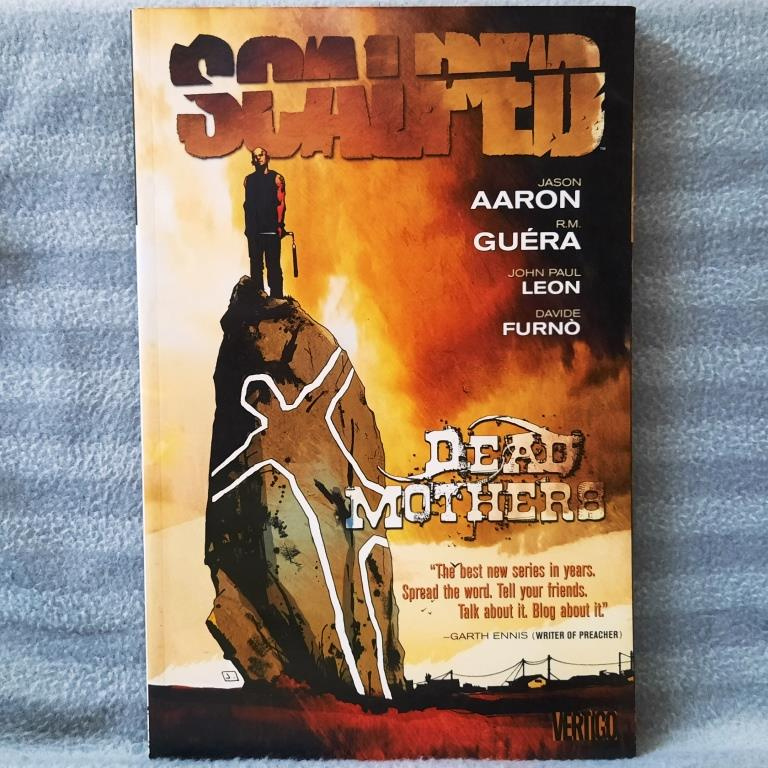 SCALPED™
JASON
AARON
R.M.
GUÉRA
JOHN PAUL
LEON
DAVIDE
FURNÒ
DEAD
MOTHERS
“The best new series in years.
Spread the word. Tell your friends.
Talk about it. Blog about it.”
–GARTH ENNIS (WRITER OF PREACHER)
VERTIGO